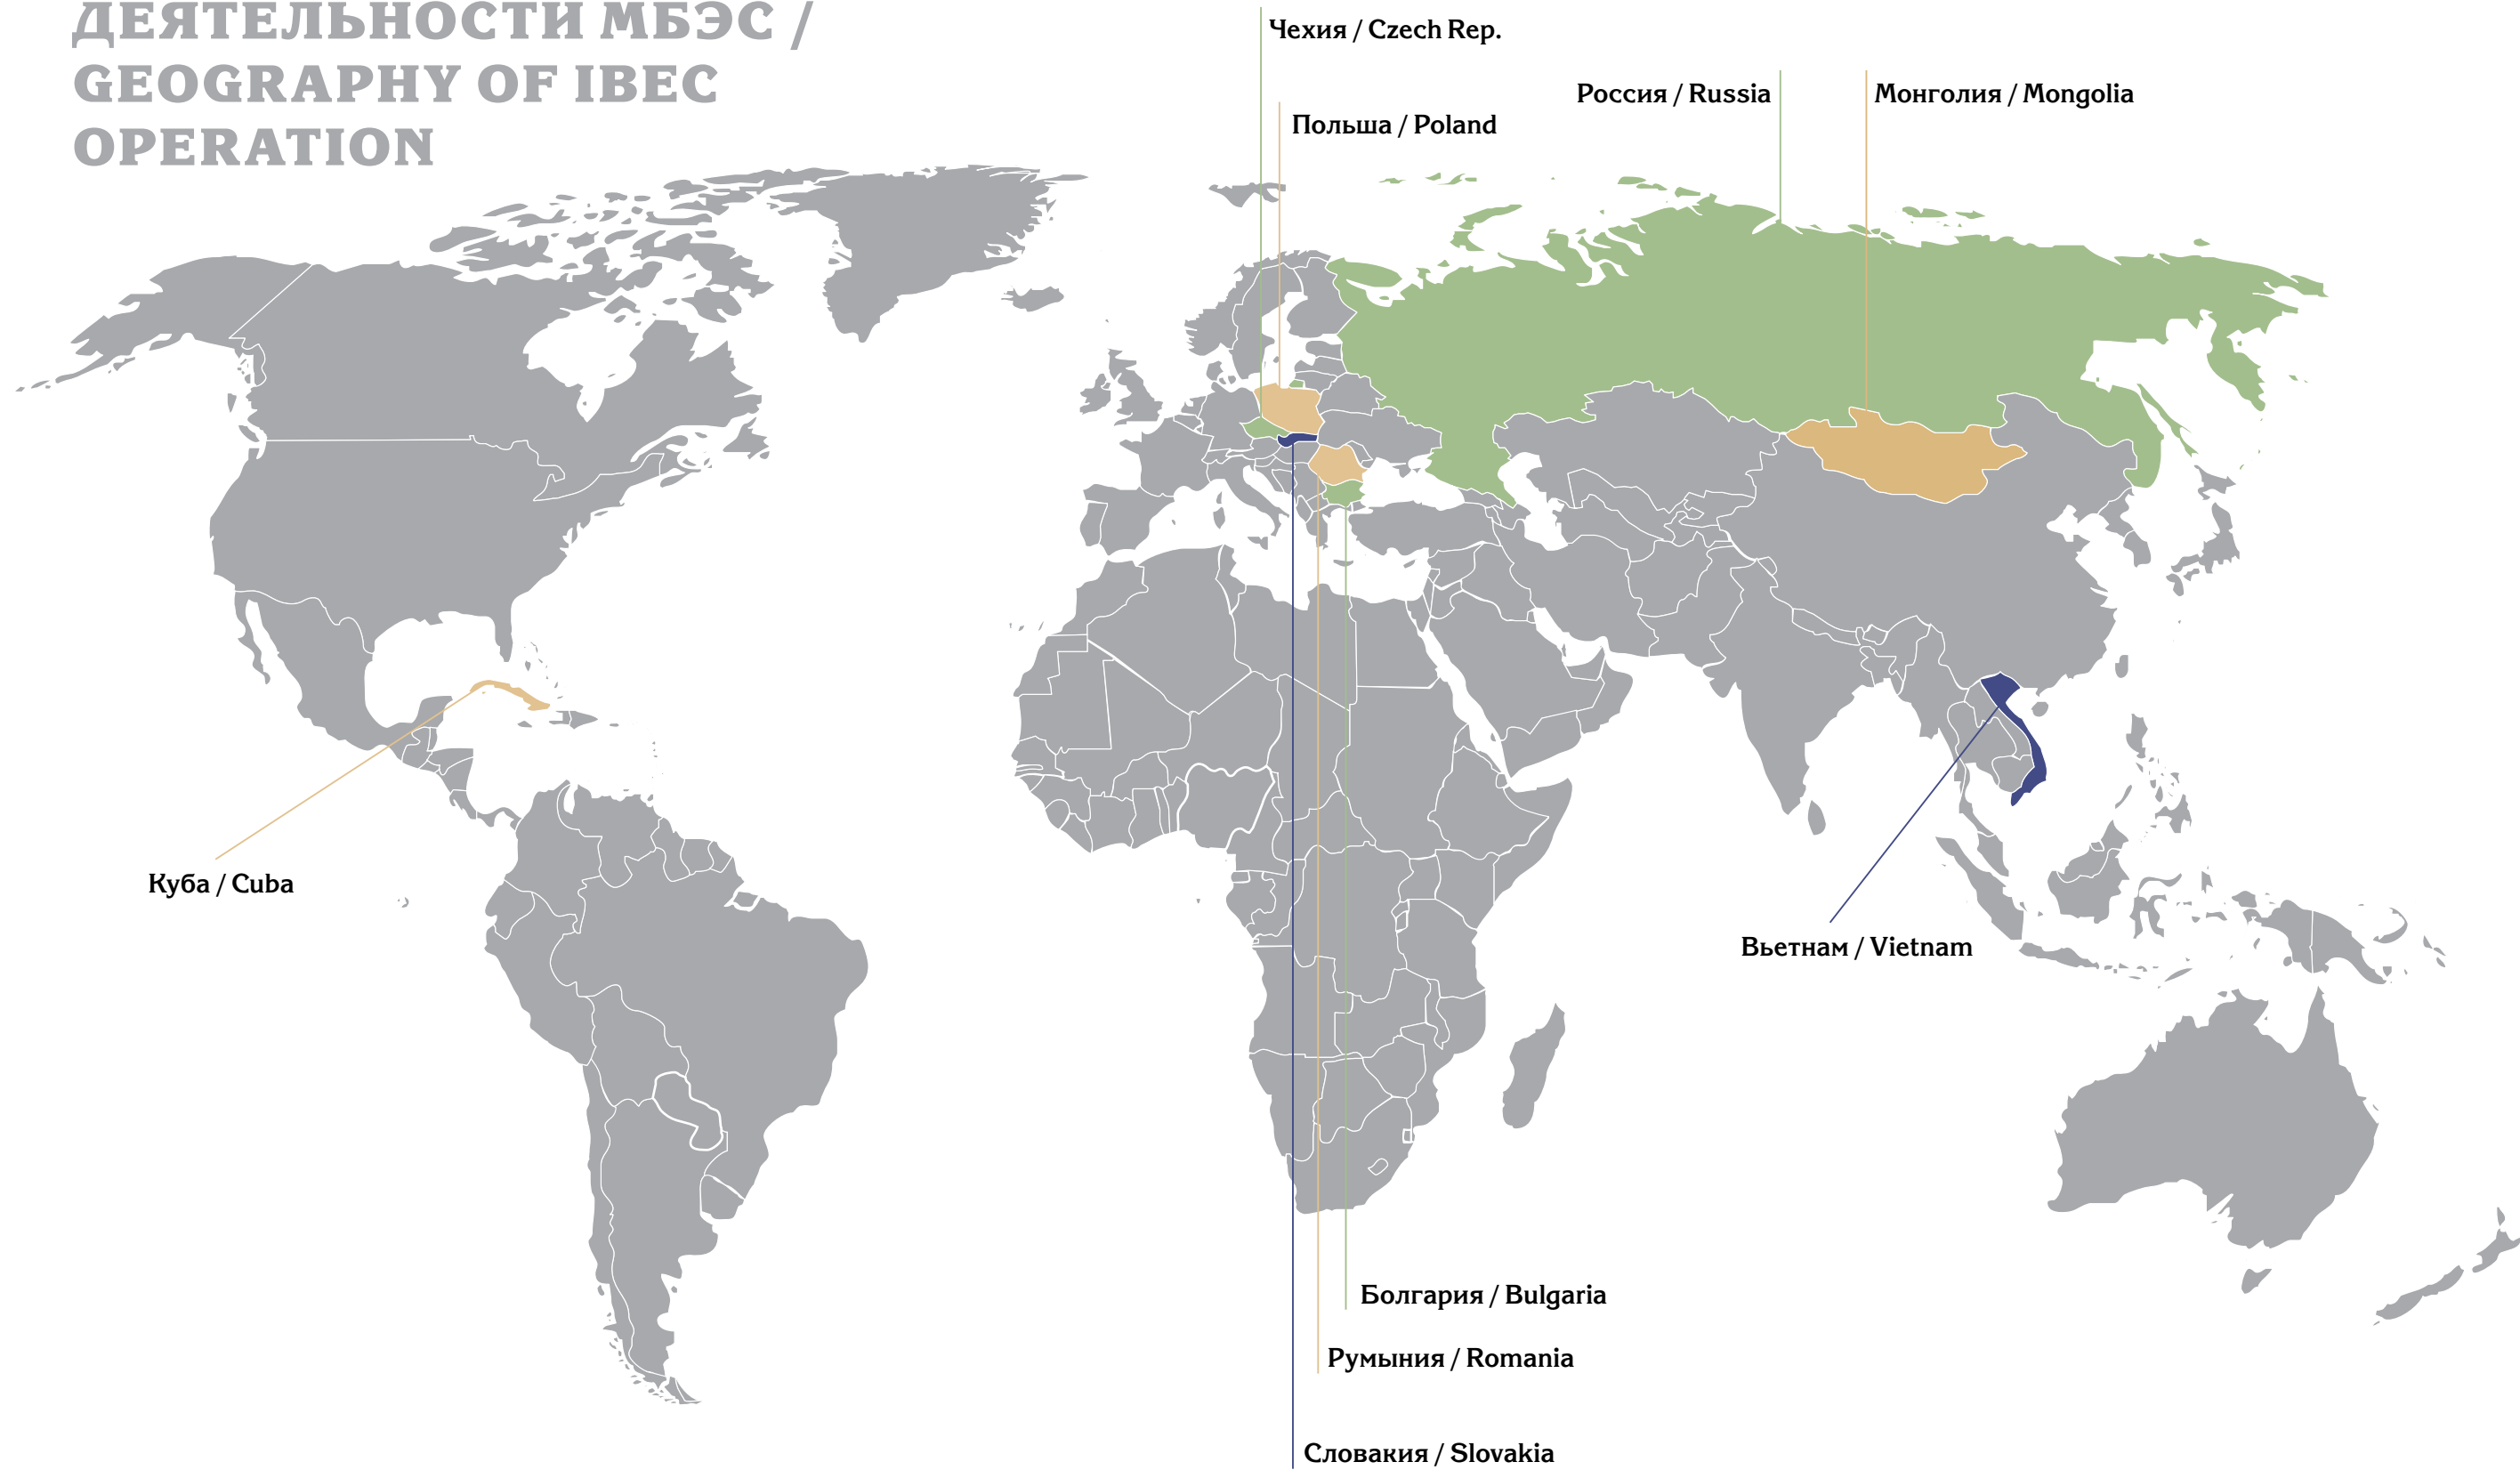 ДЕЯТЕЛЬНОСТИ МБЭС /
GEOGRAPHY OF IBEC
OPERATION
Чехия / Czech Rep.
Россия / Russia
Монголия / Mongolia
Польша / Poland
Куба / Cuba
Вьетнам / Vietnam
Болгария / Bulgaria
Румыния / Romania
Словакия / Slovakia